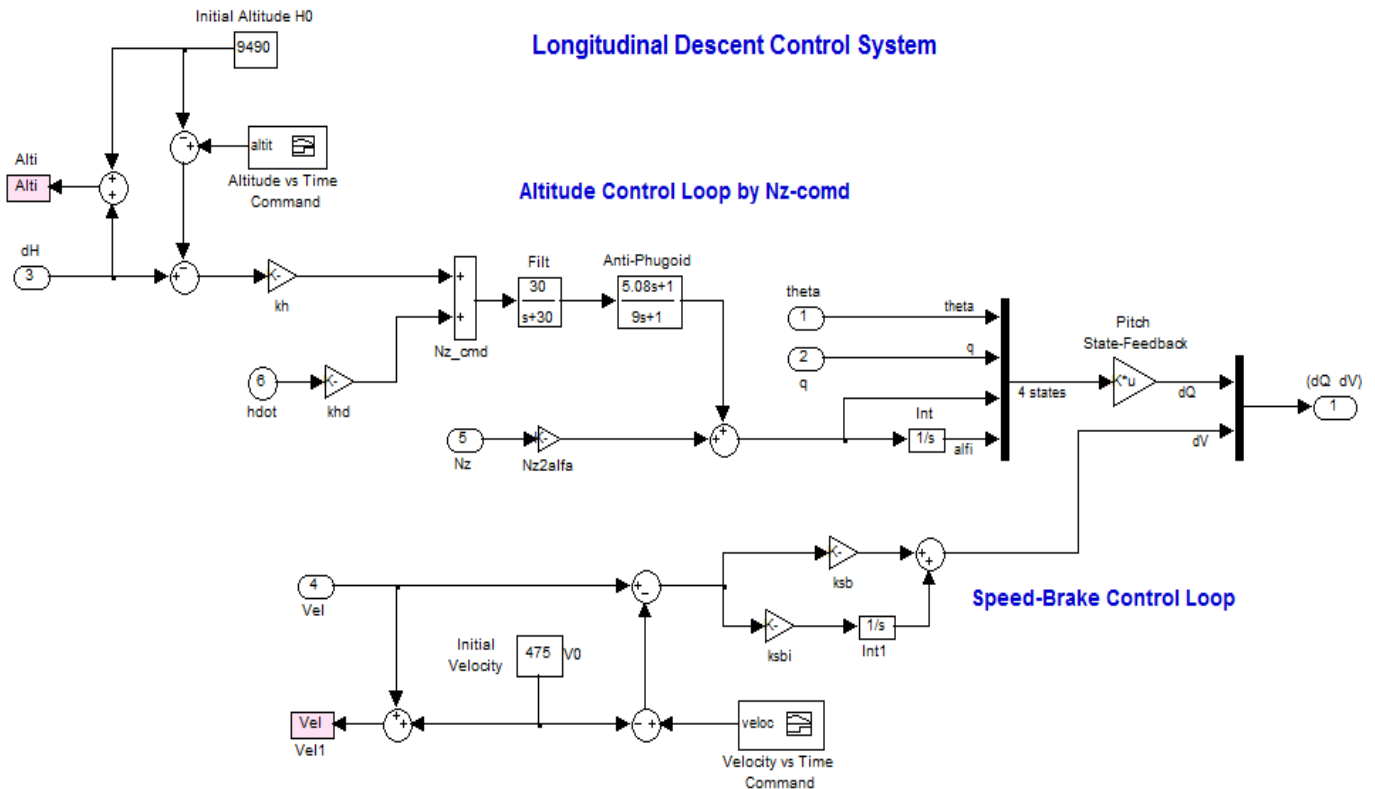 Initial Altitude H0
9490
Longitudinal Descent Control System
altit
Altitude vs Time
Command
Alti
Alti
Altitude Control Loop by Nz-comd
dH
3
kh
K-
Nz_cmd
Filt
30
s+30
Anti-Phugoid
5.08s+1
9s+1
6
hdot
K-
khd
5
Nz
K-
Nz2alfa
theta
1
theta
2
q
q
Int
1/s
alfi
4 states
Pitch
State-Feedback
K*u
dQ
dV
(dQ dV)
1
4
Vel
K-
ksb
K-
ksbi
1/s
Int1
Speed-Brake Control Loop
Initial
Velocity
475
V0
Vel
Vel1
veloc
Velocity vs Time
Command